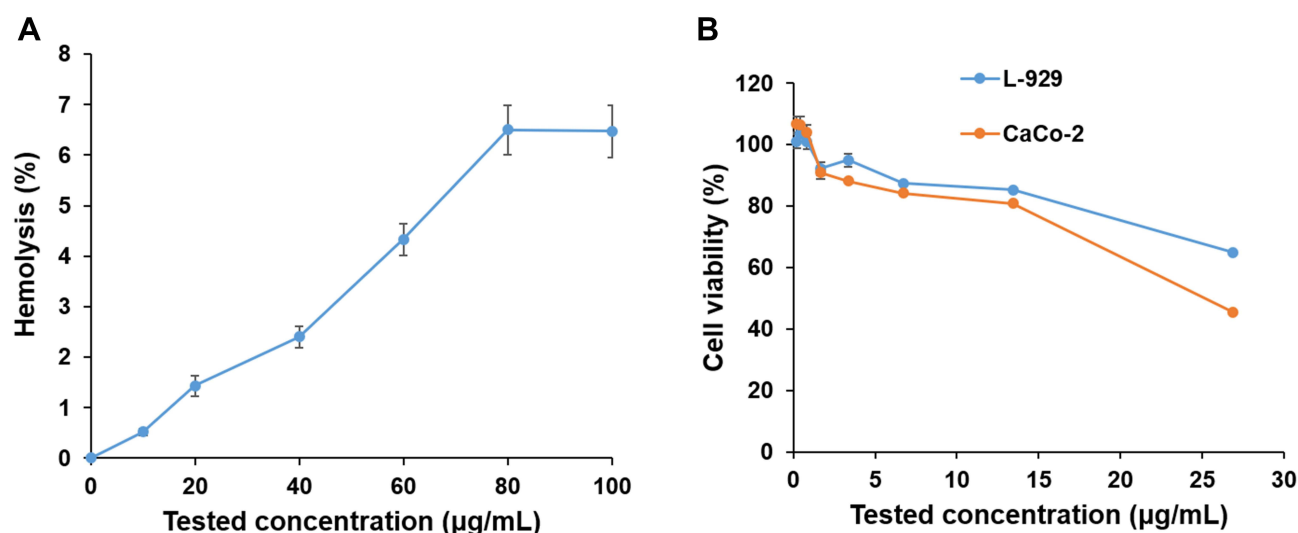 A
8
7
6
5
4
3
2
1
0
Hemolysis (%)
0 20 40 60 80 100
Tested concentration (µg/mL)
B
L-929
CaCo-2
120
100
80
60
40
20
0
Cell viability (%)
0 5 10 15 20 25 30
Tested concentration (µg/mL)